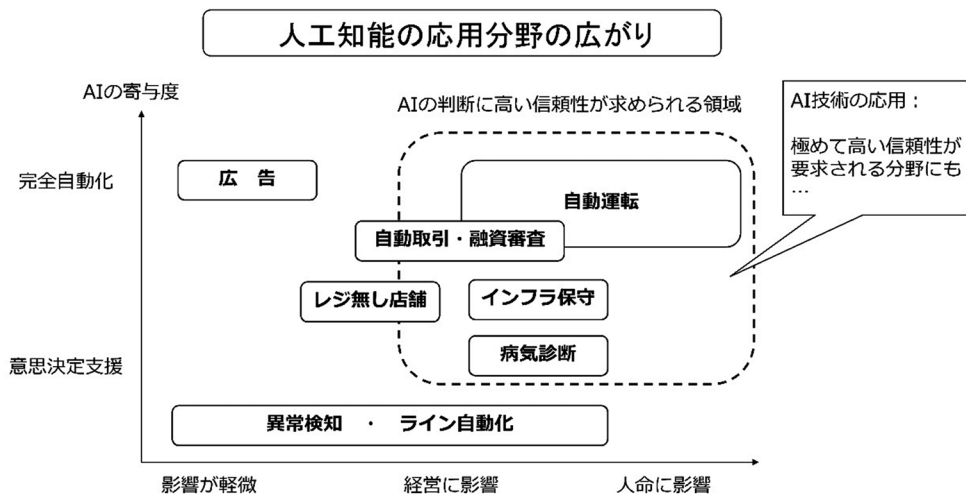 人工知能の応用分野の広がり
AIの寄与度
AIの判断に高い信頼性が求められる領域
AI技術の応用：
極めて高い信頼性が
要求される分野にも
…
完全自動化
広　告
自動運転
自動取引・融資審査
レジ無し店舗
インフラ保守
意思決定支援
病気診断
異常検知　・　ライン自動化
影響が軽微
経営に影響
人命に影響